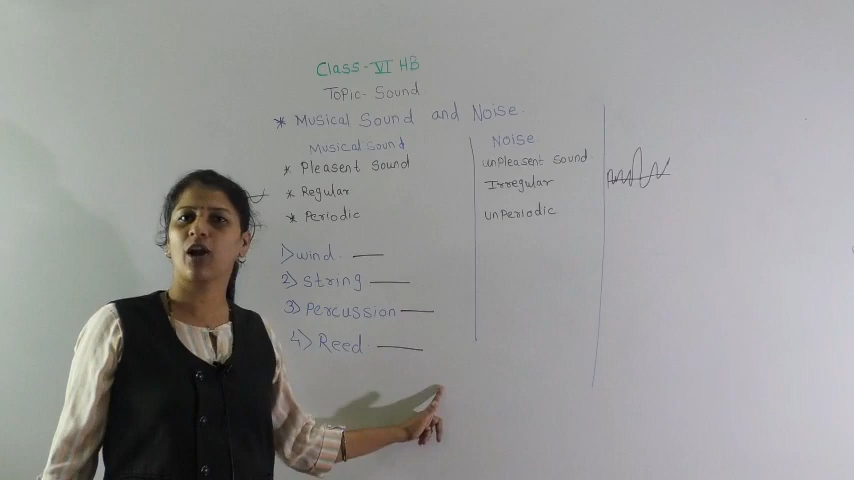 Class-VI HB
Topic- Sound
* Musical Sound and Noise.
Musical Sound
* Pleasent Sound
* Regular
* Periodic
1) wind.
2) String
3) Percussion
4) Reed
Noise
unpleasent sound.
Irregular
unPeriodic